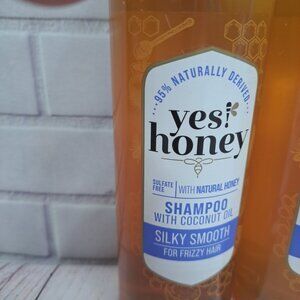 95% NATURALLY DERIVED
yes!
honey
SULFATE
FREE
WITH NATURAL HONEY
SHAMPOO
WITH COCONUT OIL
SILKY SMOOTH
FOR FRIZZY HAIR